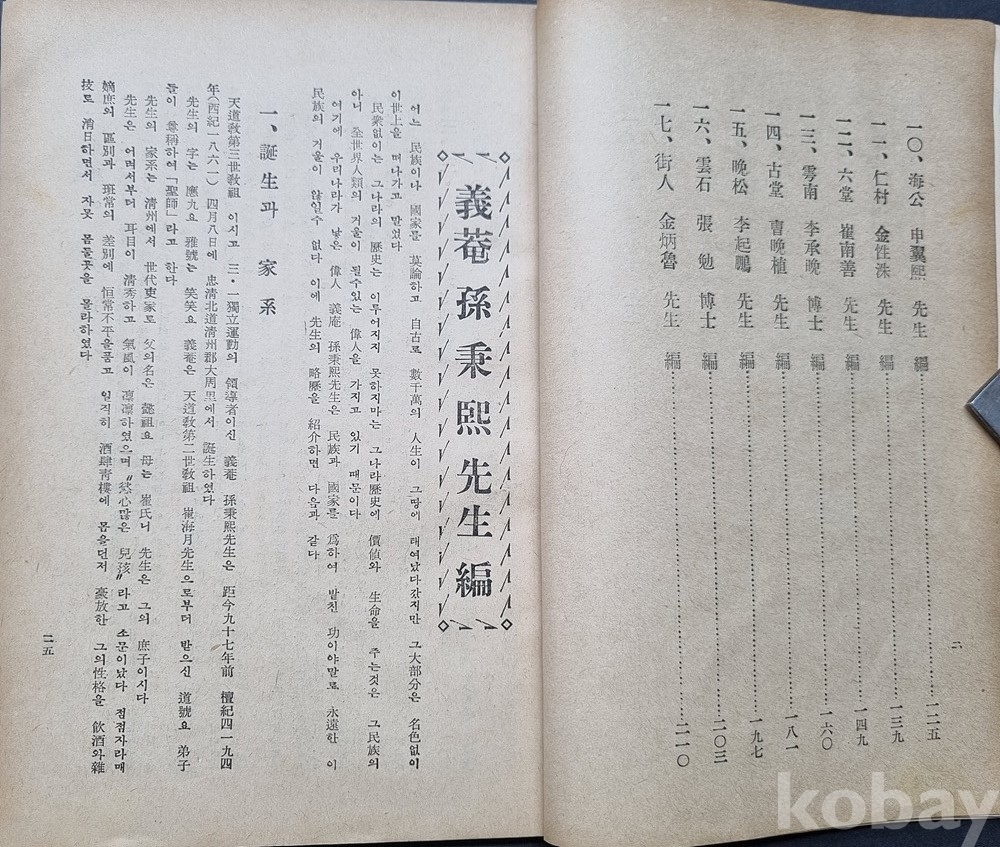 一〇、海公 申翼熙 先生 編……一二五
一一、仁村 金性洙 先生 編……一三九
一二、六堂 崔南善 先生 編……一四九
一三、雩南 李承晩 博士 編……一六〇
一四、古堂 曺晩植 先生 編……一八一
一五、晩松 李起鵬 先生 編……一九七
一六、雲石 張 勉 博士 編……二〇三
一七、街人 金炳魯 先生 編……二一〇
二
義菴孫秉熙先生編
어느 民族이나 國家를 莫論하고 自古로 數千萬의 人生이 그땅에 태여났다갔지만 그大部分은 名色없이
이世上을 떠나가고 말었다
民衆없이는 그나라의 歷史는 이루어지지 못하지마는 그나라歷史에 價値와 生命을 주는것은 그民族의
아니 全世界人類의 거울이 될수있는 偉人을 가지고 있기 때문이다
여기에 우리나라가 낳은 偉人 義庵 孫秉熙先生은 民族과 國家를 爲하여 발친 功이야말로 永遠한 이
民族의 거울이 않일수 없다 이에 先生의 略歷을 紹介하면 다음과 같다
一、誕生과 家系
天道敎第三世敎祖 이시고 三・一獨立運動의 領導者이신 義菴 孫秉熙先生은 距今九十七年前 檀紀四一九四
年(西紀一八六一) 四月八日에 忠淸北道淸州郡大周里에서 誕生하였다
先生의 字는 應九요 雅號는 笑笑요 義菴은 天道敎第二世敎祖 崔海月先生으로부터 받으신 道號요 弟子
들이 尊稱하여「聖師」라고 한다
先生의 家系는 淸州에서 世代吏家로 父의名은 懿祖요 母는 崔氏니 先生은 그의 庶子이시다
先生은 어려서부터 耳目이 淸秀하고 氣風이 凛凛하였으며 “慾心많은 兒孩”라고 소문이났다 점점자라매
嫡庶의 區別과 班常의 差別에 恒常不平을품고 일직히 酒肆靑樓에 몸을던저 豪放한 그의性格을 飮酒와雜
技로 消日하면서 자못 몸둘곳을 몰라하였다
二五
kobay